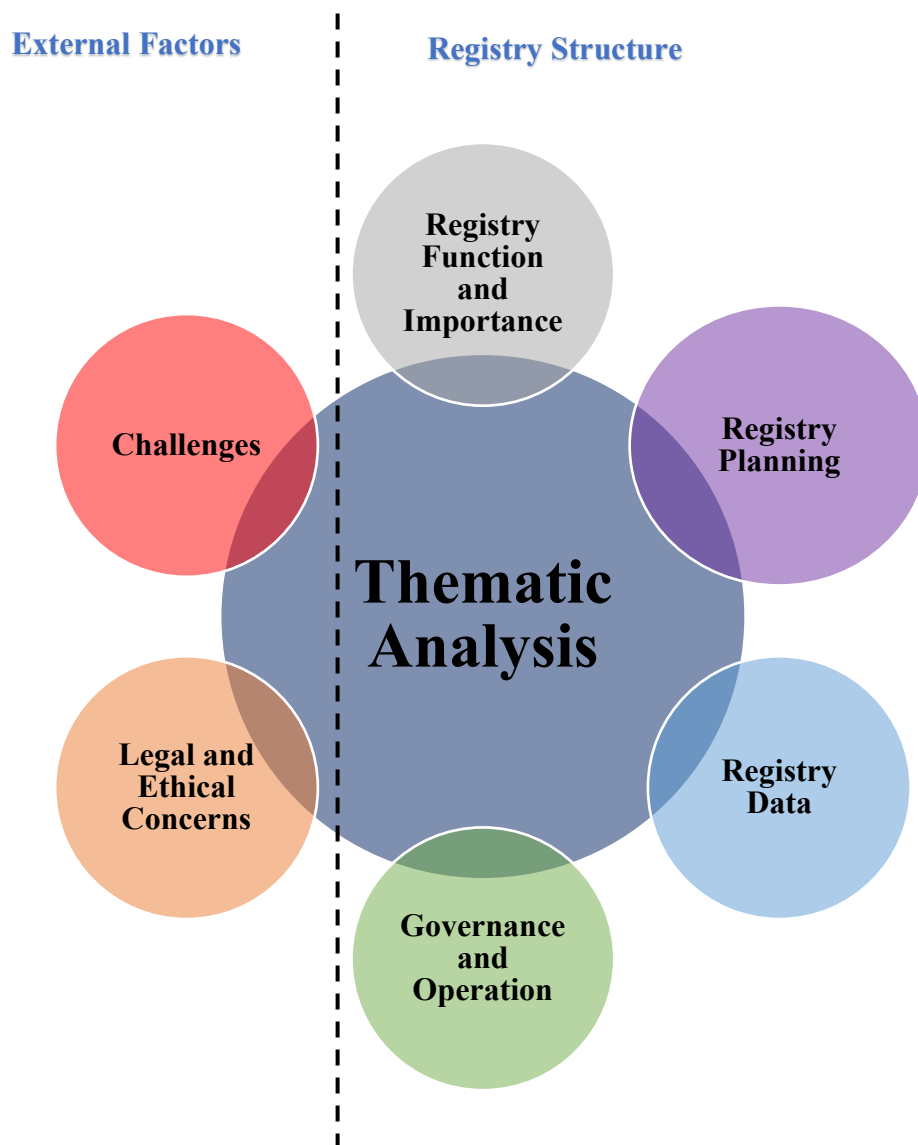 External Factors
Registry Structure
Registry
Function
and
Importance
Challenges
Registry
Planning
Thematic
Analysis
Legal and
Ethical
Concerns
Registry
Data
Governance
and
Operation